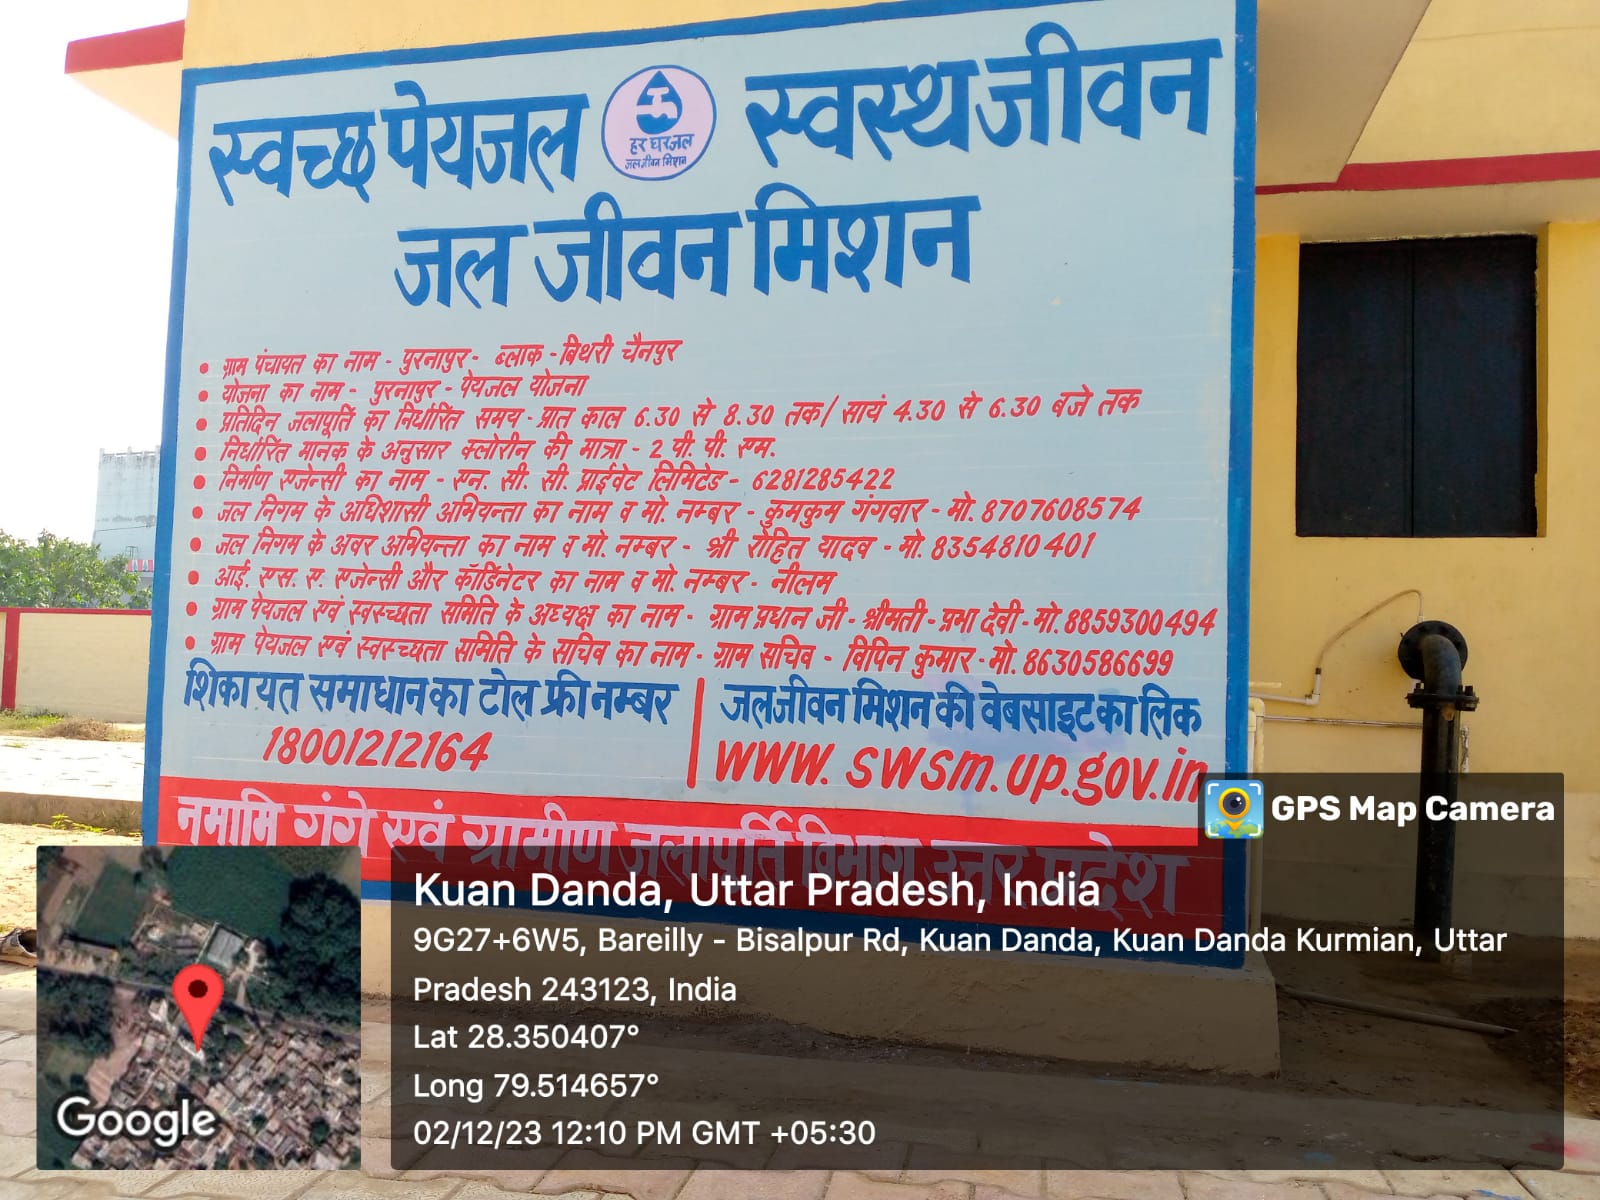 स्वच्छ पेयजल स्वस्थ जीवन
हर घर जल
जल जीवन मिशन
जल जीवन मिशन
• ग्राम पंचायत का नाम - पुरनापुर - ब्लाक - बिथरी चैनपुर
• योजना का नाम - पुरनापुर - पेयजल योजना
• प्रतिदिन जलापूर्ति का निर्धारित समय - प्रात काल 6.30 से 8.30 तक/ सायं 4.30 से 6.30 बजे तक
• निर्धारित मानक के अनुसार क्लोरीन की मात्रा - 2 पी. पी. एम.
• निर्माण एजेन्सी का नाम - एन. सी. सी. प्राईवेट लिमिटेड - 6281285422
• जल निगम के अधिशासी अभियन्ता का नाम व मो. नम्बर - कुमकुम गंगवार - मो. 8707608574
• जल निगम के अवर अभियन्ता का नाम व मो. नम्बर - श्री रोहित यादव - मो. 8354810401
• आई. एस. ए. एजेन्सी और कॉर्डिनेटर का नाम व मो. नम्बर - नीलम
• ग्राम पेयजल एवं स्वस्च्छता समिति के अध्यक्ष का नाम - ग्राम प्रधान जी - श्रीमती - प्रभा देवी - मो. 8859300494
• ग्राम पेयजल एवं स्वस्च्छता समिति के सचिव का नाम - ग्राम सचिव - विपिन कुमार - मो. 8630586699
शिकायत समाधान का टोल फ्री नम्बर
18001212164
जल जीवन मिशन की वेबसाइट का लिंक
www.swsm.up.gov.in
नमामि गंगे एवं ग्रामीण जलापूर्ति विभाग उत्तर प्रदेश
GPS Map Camera
Kuan Danda, Uttar Pradesh, India
9G27+6W5, Bareilly - Bisalpur Rd, Kuan Danda, Kuan Danda Kurmian, Uttar
Pradesh 243123, India
Lat 28.350407°
Long 79.514657°
02/12/23 12:10 PM GMT +05:30
Google